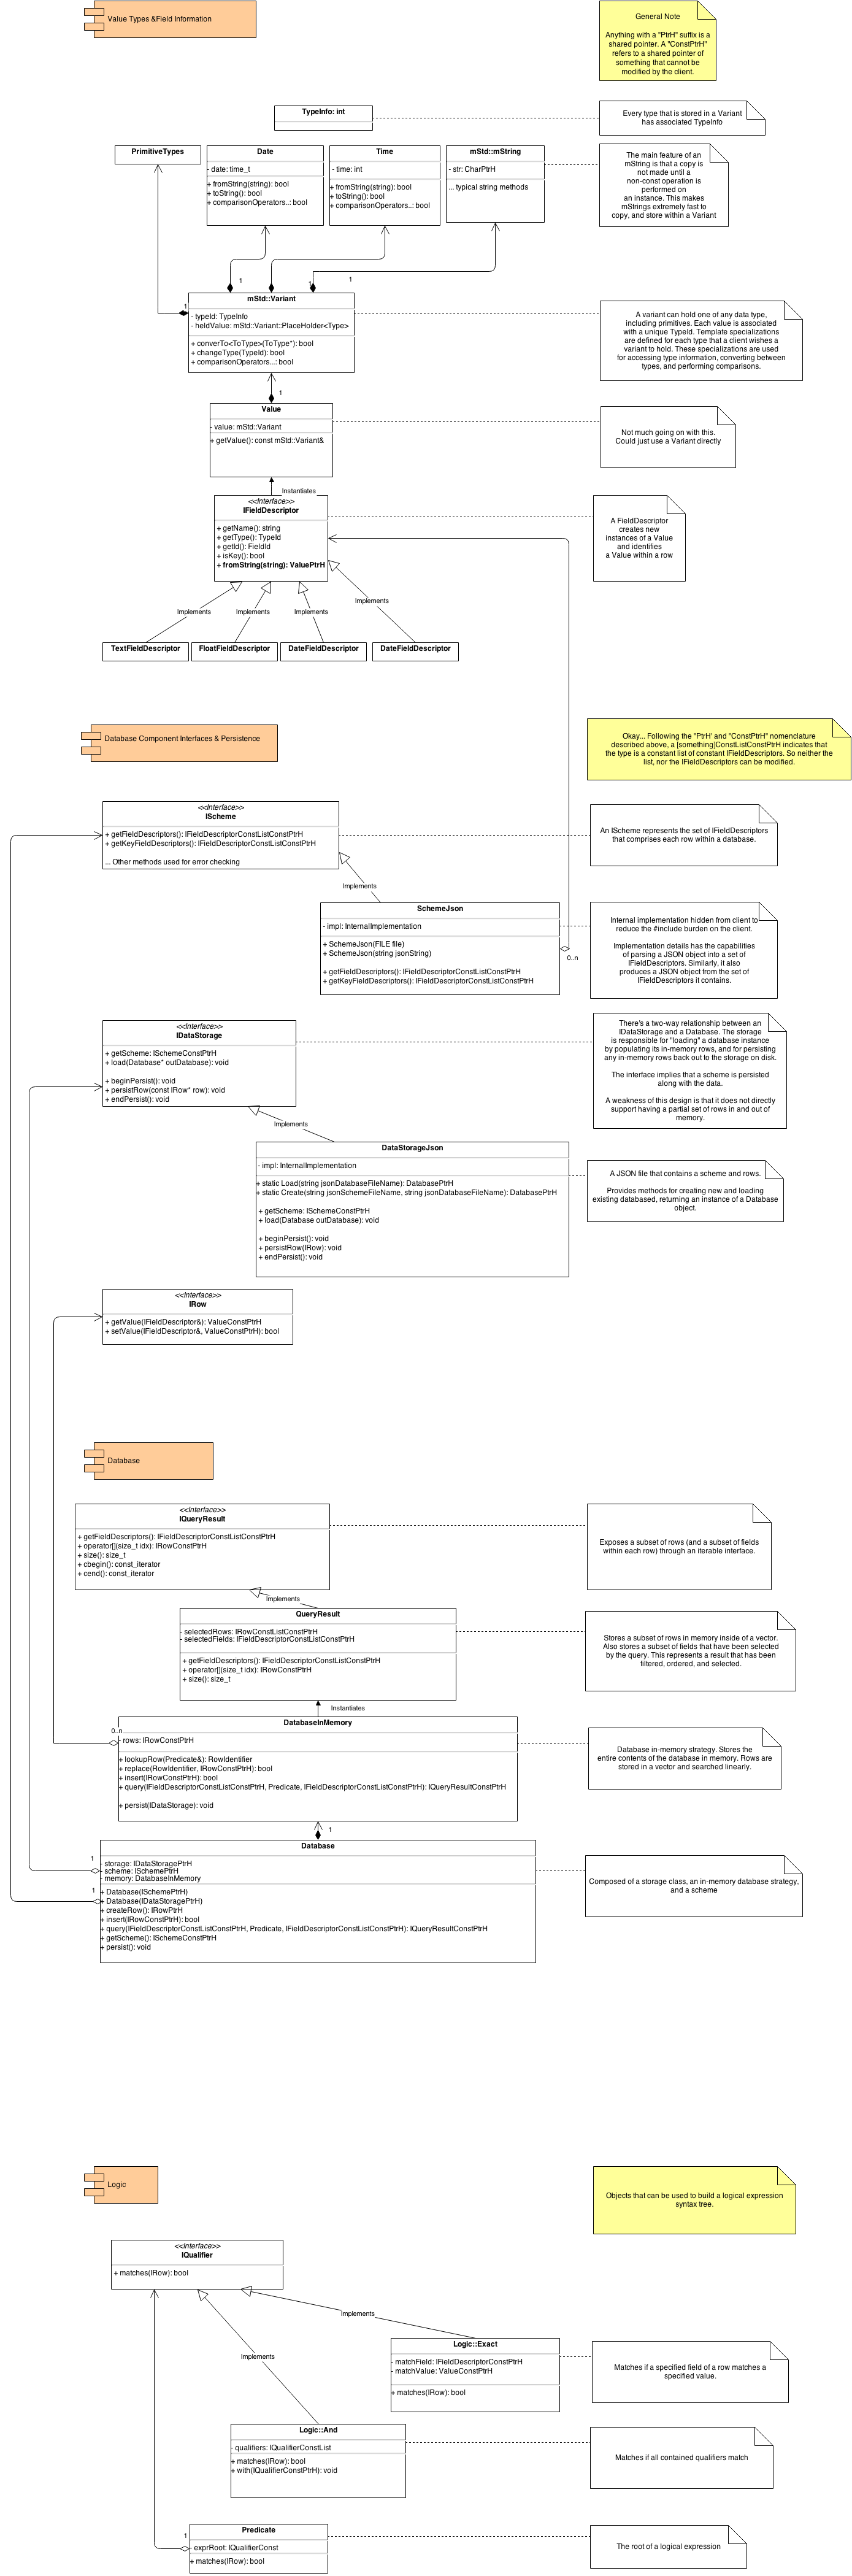 Value Types &Field Information
General Note
Anything with a "PtrH" suffix is a
shared pointer. A "ConstPtrH"
refers to a shared pointer of
something that cannot be
modified by the client.
TypeInfo: int
Every type that is stored in a Variant
has associated TypeInfo
PrimitiveTypes
Date
- date: time_t
+ fromString(string): bool
+ toString(): bool
+ comparisonOperators..: bool
Time
- time: int
+ fromString(string): bool
+ toString(): bool
+ comparisonOperators..: bool
mStd::mString
- str: CharPtrH
... typical string methods
The main feature of an
mString is that a copy is
not made until a
non-const operation is
performed on
an instance. This makes
mStrings extremely fast to
copy, and store within a Variant
1
1
1
1
mStd::Variant
- typeId: TypeInfo
- heldValue: mStd::Variant::PlaceHolder<Type>
+ converTo<ToType>(ToType*): bool
+ changeType(TypeId): bool
+ comparisonOperators...: bool
A variant can hold one of any data type,
including primitives. Each value is associated
with a unique TypeId. Template specializations
are defined for each type that a client wishes a
variant to hold. These specializations are used
for accessing type information, converting between
types, and performing comparisons.
1
Value
- value: mStd::Variant
+ getValue(): const mStd::Variant&
Not much going on with this.
Could just use a Variant directly
Instantiates
<<Interface>>
IFieldDescriptor
+ getName(): string
+ getType(): TypeId
+ getId(): FieldId
+ isKey(): bool
+ fromString(string): ValuePtrH
A FieldDescriptor
creates new
instances of a Value
and identifies
a Value within a row
Implements
Implements
Implements
Implements
TextFieldDescriptor
FloatFieldDescriptor
DateFieldDescriptor
DateFieldDescriptor
Database Component Interfaces & Persistence
Okay... Following the "PtrH' and "ConstPtrH" nomenclature
described above, a [something]ConstListConstPtrH indicates that
the type is a constant list of constant IFieldDescriptors. So neither the
list, nor the IFieldDescriptors can be modified.
<<Interface>>
IScheme
+ getFieldDescriptors(): IFieldDescriptorConstListConstPtrH
+ getKeyFieldDescriptors(): IFieldDescriptorConstListConstPtrH
... Other methods used for error checking
An IScheme represents the set of IFieldDescriptors
that comprises each row within a database.
Implements
SchemeJson
- impl: InternalImplementation
+ SchemeJson(FILE file)
+ SchemeJson(string jsonString)
+ getFieldDescriptors(): IFieldDescriptorConstListConstPtrH
+ getKeyFieldDescriptors(): IFieldDescriptorConstListConstPtrH
0..n
Internal implementation hidden from client to
reduce the #include burden on the client.
Implementation details has the capabilities
of parsing a JSON object into a set of
IFieldDescriptors. Similarly, it also
produces a JSON object from the set of
IFieldDescriptors it contains.
<<Interface>>
IDataStorage
+ getScheme: ISchemeConstPtrH
+ load(Database* outDatabase): void
+ beginPersist(): void
+ persistRow(const IRow* row): void
+ endPersist(): void
There's a two-way relationship between an
IDataStorage and a Database. The storage
is responsible for "loading" a database instance
by populating its in-memory rows, and for persisting
any in-memory rows back out to the storage on disk.
The interface implies that a scheme is persisted
along with the data.
A weakness of this design is that it does not directly
support having a partial set of rows in and out of
memory.
Implements
DataStorageJson
- impl: InternalImplementation
+ static Load(string jsonDatabaseFileName): DatabasePtrH
+ static Create(string jsonSchemeFileName, string jsonDatabaseFileName): DatabasePtrH
+ getScheme: ISchemeConstPtrH
+ load(Database outDatabase): void
+ beginPersist(): void
+ persistRow(IRow): void
+ endPersist(): void
A JSON file that contains a scheme and rows.
Provides methods for creating new and loading
existing databased, returning an instance of a Database
object.
<<Interface>>
IRow
+ getValue(IFieldDescriptor&): ValueConstPtrH
+ setValue(IFieldDescriptor&, ValueConstPtrH): bool
Database
<<Interface>>
IQueryResult
+ getFieldDescriptors(): IFieldDescriptorConstListConstPtrH
+ operator[](size_t idx): IRowConstPtrH
+ size(): size_t
+ cbegin(): const_iterator
+ cend(): const_iterator
Exposes a subset of rows (and a subset of fields
within each row) through an iterable interface.
Implements
QueryResult
- selectedRows: IRowConstListConstPtrH
- selectedFields: IFieldDescriptorConstListConstPtrH
+ getFieldDescriptors(): IFieldDescriptorConstListConstPtrH
+ operator[](size_t idx): IRowConstPtrH
+ size(): size_t
Stores a subset of rows in memory inside of a vector.
Also stores a subset of fields that have been selected
by the query. This represents a result that has been
filtered, ordered, and selected.
Instantiates
0..n
DatabaseInMemory
- rows: IRowConstPtrH
+ lookupRow(Predicate&): RowIdentifier
+ replace(RowIdentifier, IRowConstPtrH): bool
+ insert(IRowConstPtrH): bool
+ query(IFieldDescriptorConstListConstPtrH, Predicate, IFieldDescriptorConstListConstPtrH): IQueryResultConstPtrH
+ persist(IDataStorage): void
Database in-memory strategy. Stores the
entire contents of the database in memory. Rows are
stored in a vector and searched linearly.
1
Database
1
- storage: IDataStoragePtrH
- scheme: ISchemePtrH
- memory: DatabaseInMemory
1
+ Database(ISchemePtrH)
+ Database(IDataStoragePtrH)
+ createRow(): IRowPtrH
+ insert(IRowConstPtrH): bool
+ query(IFieldDescriptorConstListConstPtrH, Predicate, IFieldDescriptorConstListConstPtrH): IQueryResultConstPtrH
+ getScheme(): ISchemeConstPtrH
+ persist(): void
Composed of a storage class, an in-memory database strategy,
and a scheme
Logic
Objects that can be used to build a logical expression
syntax tree.
<<Interface>>
IQualifier
+ matches(IRow): bool
Implements
Implements
Logic::Exact
- matchField: IFieldDescriptorConstPtrH
- matchValue: ValueConstPtrH
+ matches(IRow): bool
Matches if a specified field of a row matches a
specified value.
Logic::And
- qualifiers: IQualifierConstList
+ matches(IRow): bool
+ with(IQualifierConstPtrH): void
Matches if all contained qualifiers match
1
Predicate
- exprRoot: IQualifierConst
+ matches(IRow): bool
The root of a logical expression